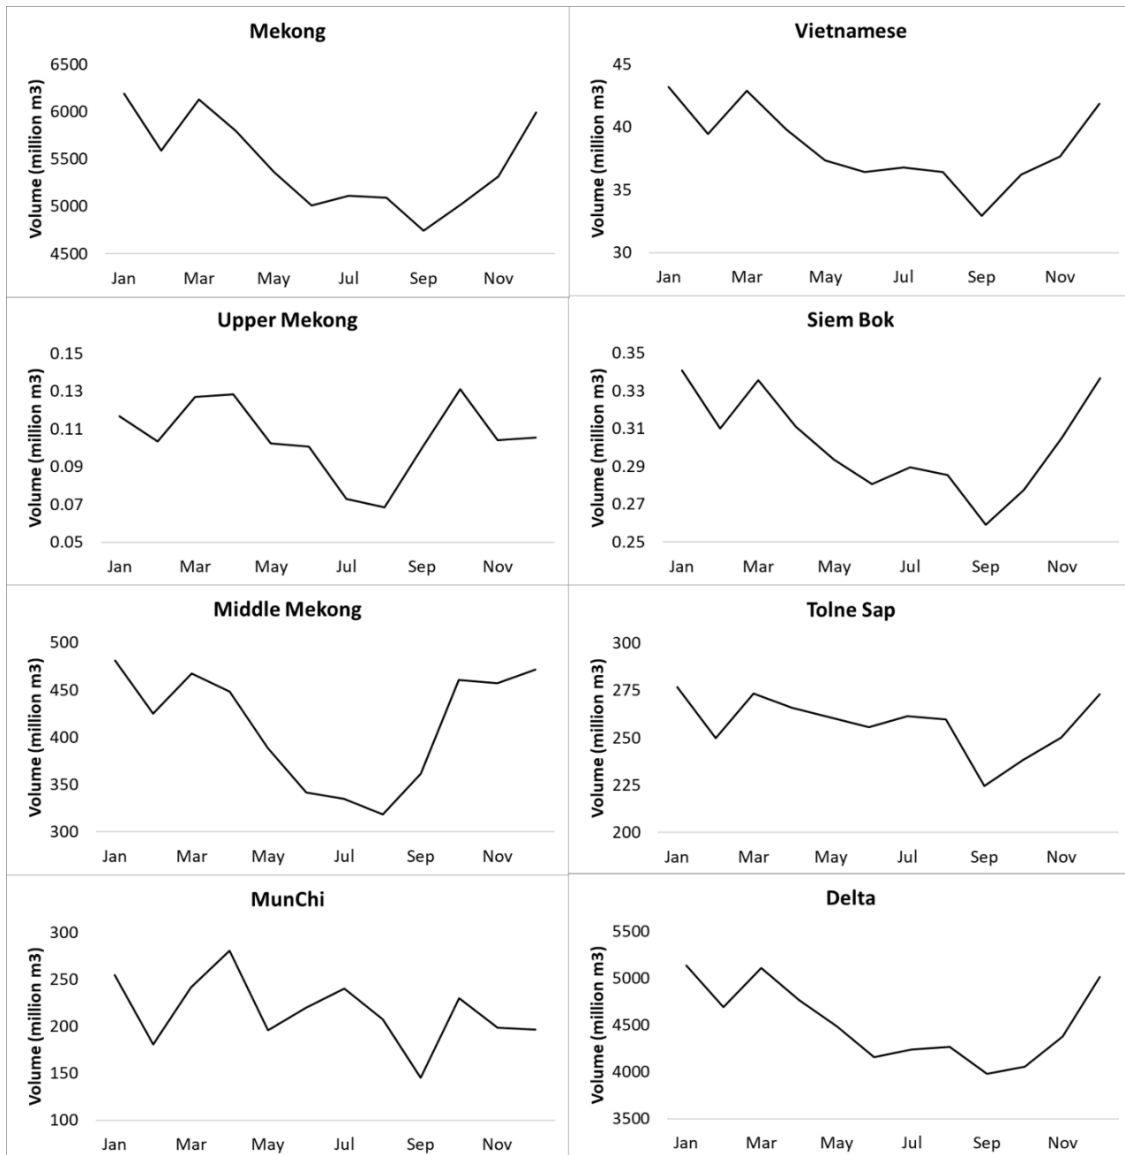 Mekong
Volume (million m3)
6500
6000
5500
5000
4500
Jan Mar May Jul Sep Nov
Vietnamese
Volume (million m3)
45
40
35
30
Jan Mar May Jul Sep Nov
Upper Mekong
Volume (million m3)
0.15
0.13
0.11
0.09
0.07
0.05
Jan Mar May Jul Sep Nov
Siem Bok
Volume (million m3)
0.35
0.33
0.31
0.29
0.27
0.25
Jan Mar May Jul Sep Nov
Middle Mekong
Volume (million m3)
500
450
400
350
300
Jan Mar May Jul Sep Nov
Tolne Sap
Volume (million m3)
300
275
250
225
200
Jan Mar May Jul Sep Nov
MunChi
Volume (million m3)
300
250
200
150
100
Jan Mar May Jul Sep Nov
Delta
Volume (million m3)
5500
5000
4500
4000
3500
Jan Mar May Jul Sep Nov